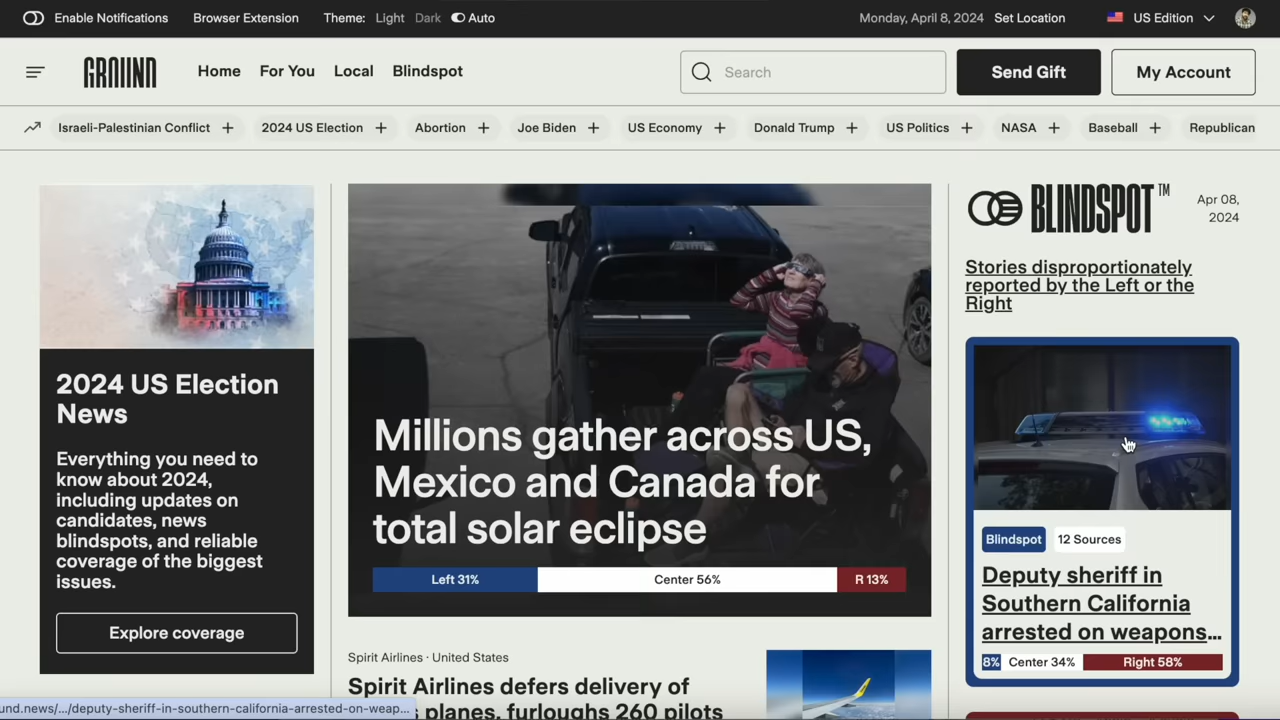 Enable Notifications
Browser Extension
Theme: Light Dark Auto
Monday, April 8, 2024 Set Location
US Edition
GROUND
Home
For You
Local
Blindspot
Search
Send Gift
My Account
Israeli-Palestinian Conflict +
2024 US Election +
Abortion +
Joe Biden +
US Economy +
Donald Trump +
US Politics +
NASA +
Baseball +
Republican
2024 US Election
News
Everything you need to
know about 2024,
including updates on
candidates, news
blindspots, and reliable
coverage of the biggest
issues.
Explore coverage
Millions gather across US,
Mexico and Canada for
total solar eclipse
Left 31%
Center 56%
R 13%
Spirit Airlines · United States
Spirit Airlines defers delivery of
planes, furloughs 260 pilots
BLINDSPOT™
Apr 08,
2024
Stories disproportionately
reported by the Left or the
Right
Blindspot
12 Sources
Deputy sheriff in
Southern California
arrested on weapons...
8%
Center 34%
Right 58%
und.news/.../deputy-sheriff-in-southern-california-arrested-on-weap...